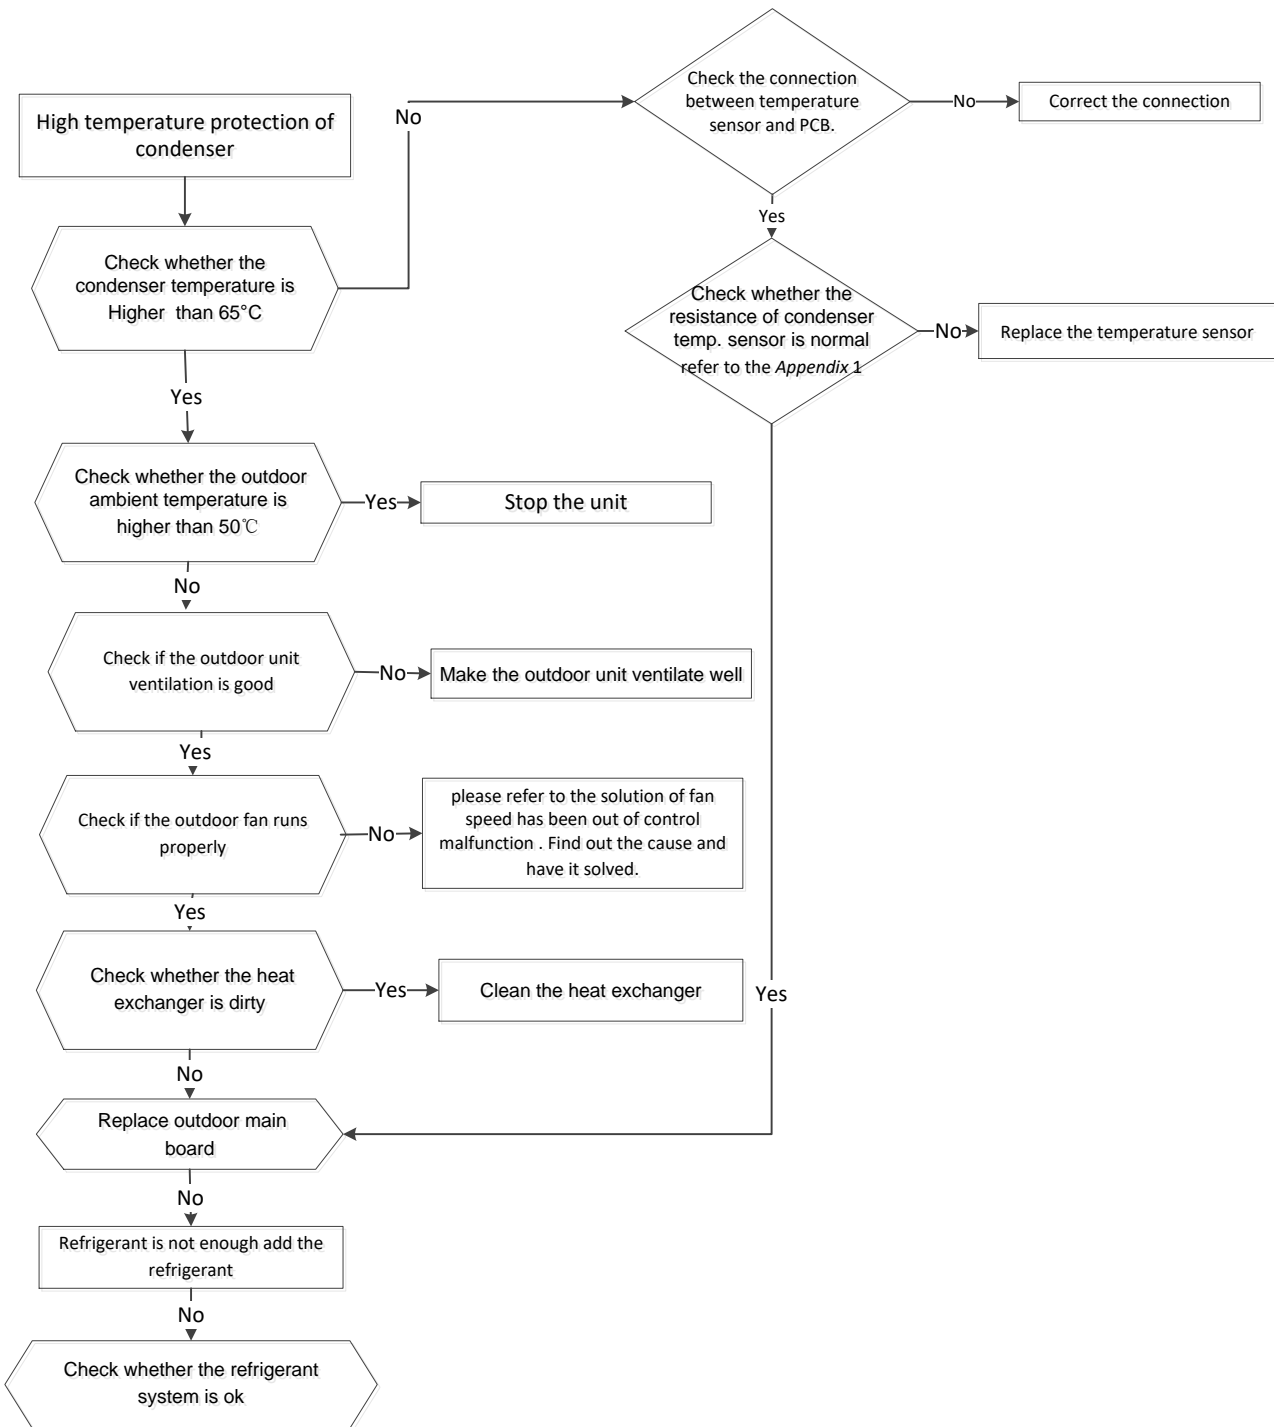 High temperature protection of
condenser
Check whether the
condenser temperature is
Higher than 65°C
No
Check the connection
between temperature
sensor and PCB.
No
Correct the connection
Yes
Check whether the
resistance of condenser
temp. sensor is normal
refer to the Appendix 1
No
Replace the temperature sensor
Yes
Check whether the outdoor
ambient temperature is
higher than 50℃
Yes
Stop the unit
No
Check if the outdoor unit
ventilation is good
No
Make the outdoor unit ventilate well
Yes
Check if the outdoor fan runs
properly
No
please refer to the solution of fan
speed has been out of control
malfunction . Find out the cause and
have it solved.
Yes
Check whether the heat
exchanger is dirty
Yes
Clean the heat exchanger
Yes
No
Replace outdoor main
board
No
Refrigerant is not enough add the
refrigerant
No
Check whether the refrigerant
system is ok